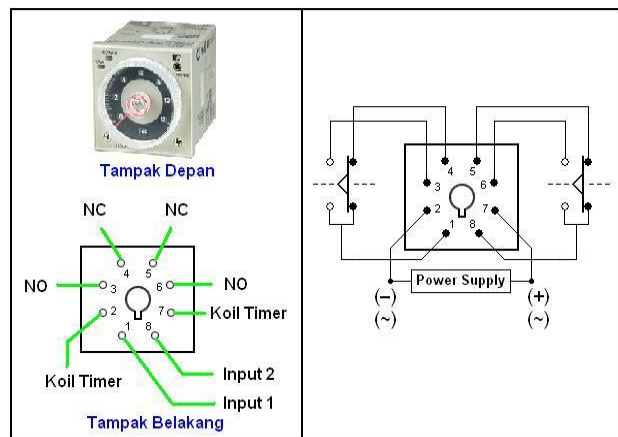 Tampak Depan
NC
NC
NO
NO
4
5
3
6
2
7
1
8
Koil Timer
Koil Timer
Input 2
Input 1
Tampak Belakang
4
5
3
6
2
7
1
8
Power Supply
(-)
(+)
(~)
(~)